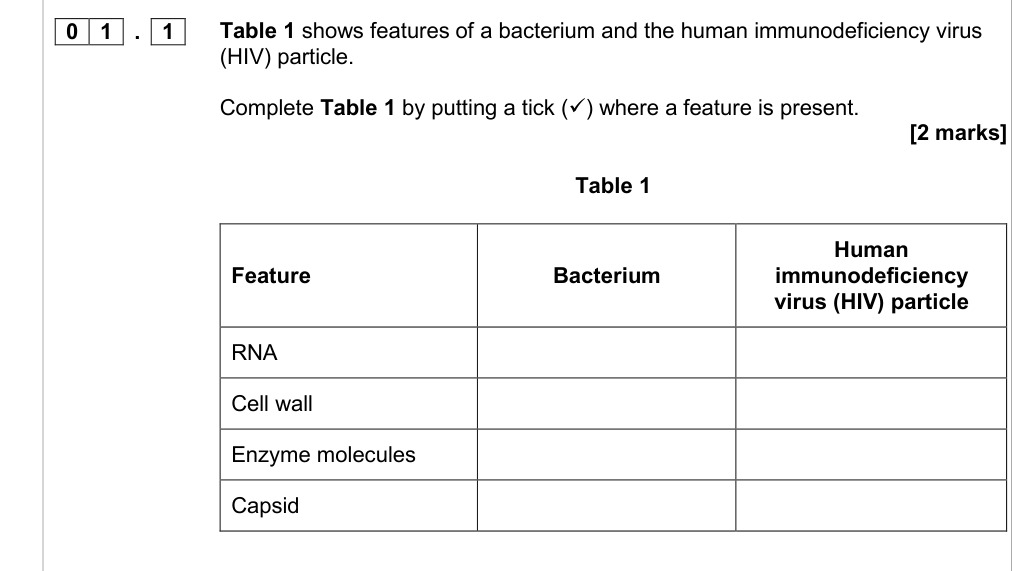 0 1 . 1 Table 1 shows features of a bacterium and the human immunodeficiency virus
(HIV) particle.
Complete Table 1 by putting a tick (✓) where a feature is present.
[2 marks]
Table 1
Feature Bacterium Human
immunodeficiency
virus (HIV) particle
RNA
Cell wall
Enzyme molecules
Capsid